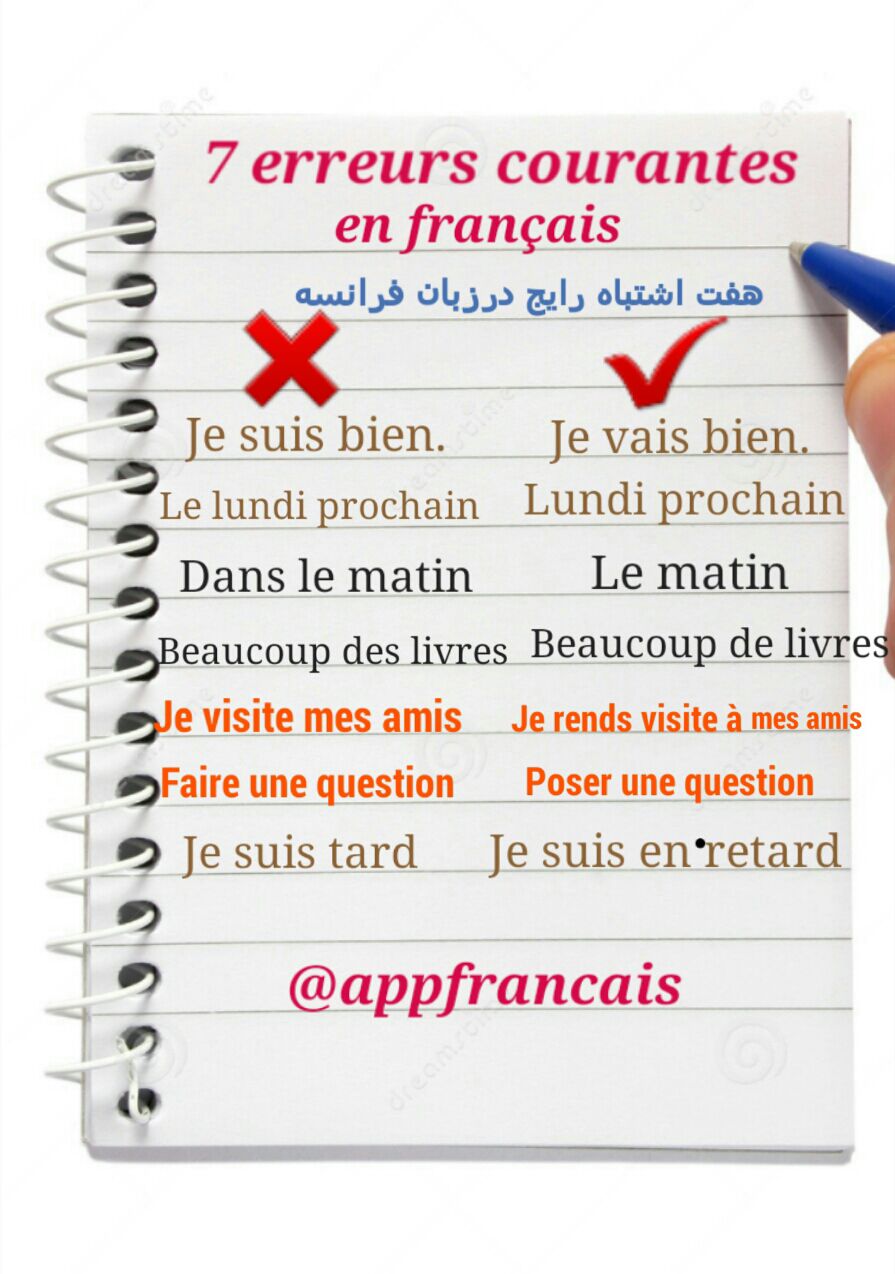 7 erreurs courantes
en français
هفت اشتباه رایج درزبان فرانسه
Je suis bien. Je vais bien.
Le lundi prochain Lundi prochain
Dans le matin Le matin
Beaucoup des livres Beaucoup de livres
Je visite mes amis Je rends visite à mes amis
Faire une question Poser une question
Je suis tard Je suis en retard
@appfrancais
dreamstime